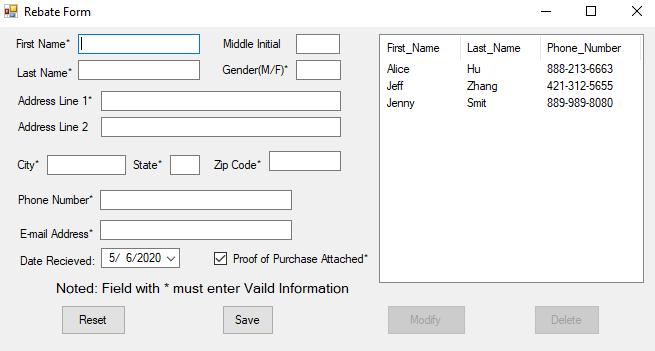 Rebate Form
First Name*
Middle Initial
Last Name*
Gender(M/F)*
Address Line 1*
Address Line 2
City*
State*
Zip Code*
Phone Number*
E-mail Address*
Date Recieved:
5/ 6/2020
Proof of Purchase Attached*
Noted: Field with * must enter Vaild Information
Reset
Save
First_Name Last_Name Phone_Number
Alice Hu 888-213-6663
Jeff Zhang 421-312-5655
Jenny Smit 889-989-8080
Modify
Delete